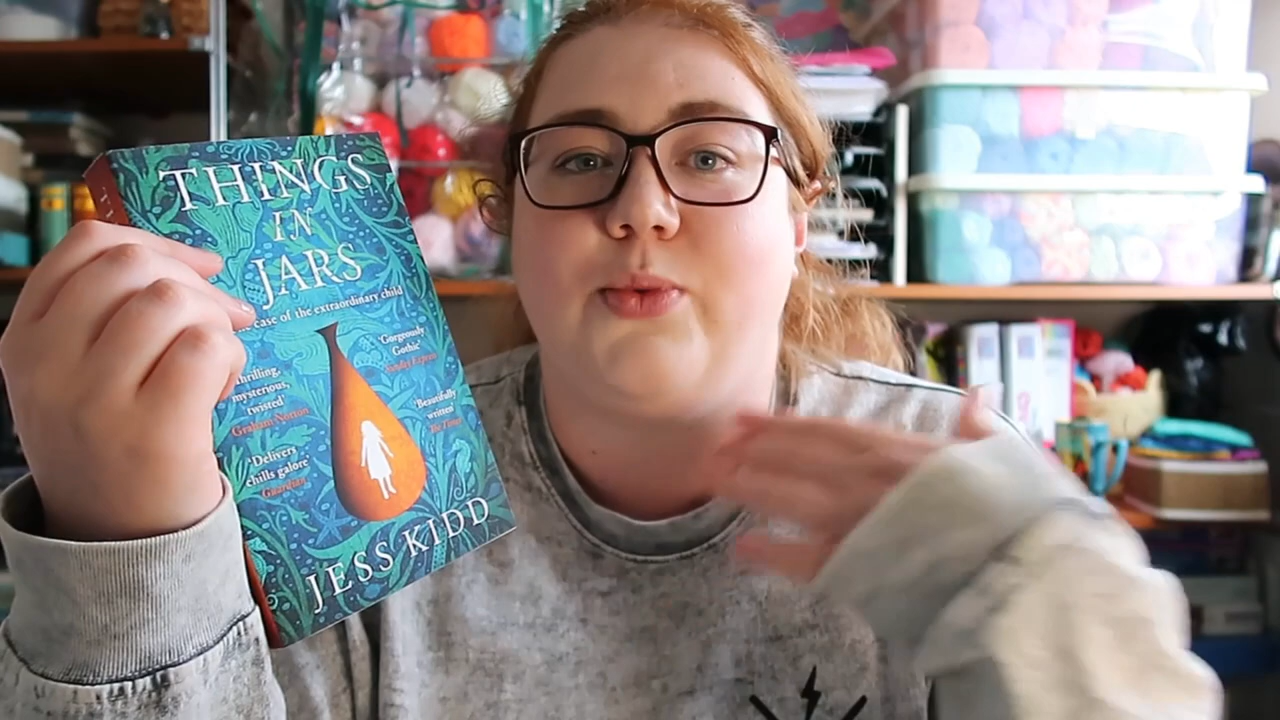 THINGS
IN
JARS
case of the extraordinary child
'Gorgeously
Gothic'
Sunday Express
Thrilling,
mysterious,
twisted'
Graham Norton
'Beautifully
written'
The Times
'Delivers
chills galore'
Guardian
JESS KIDD